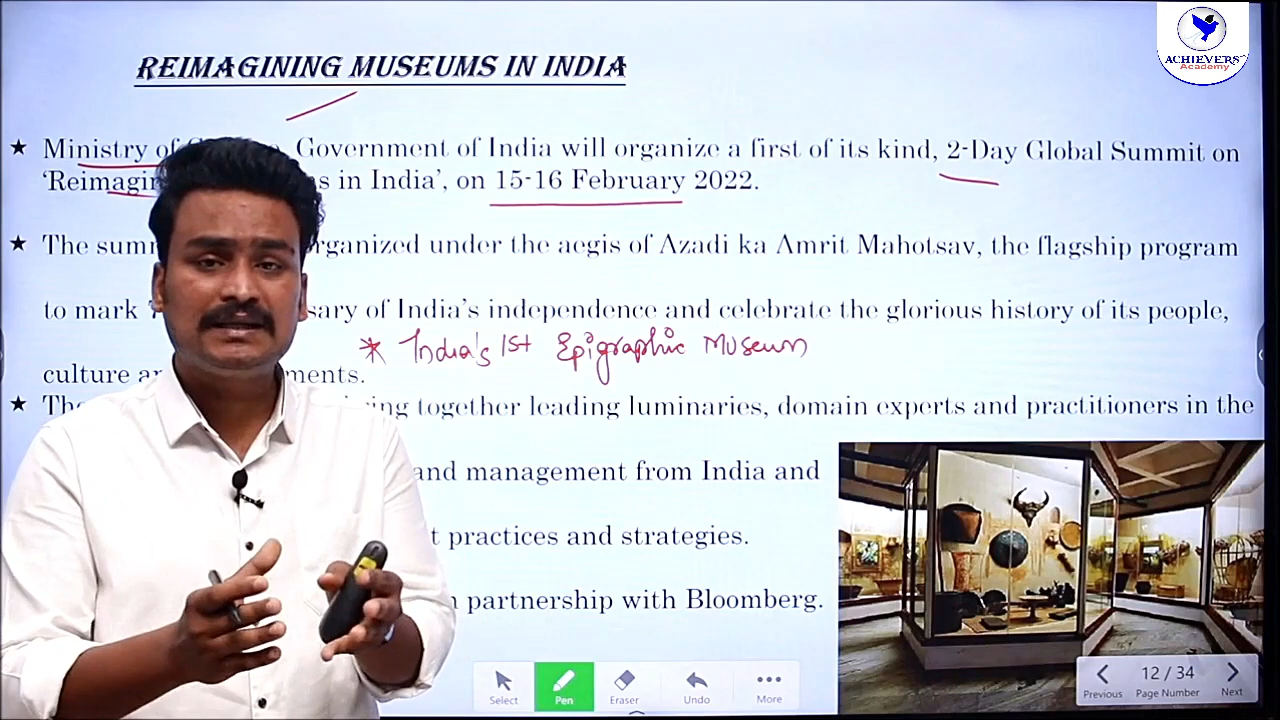 ACHIEVERS
Academy
REIMAGINING MUSEUMS IN INDIA
★ Ministry of Government of India will organize a first of its kind, 2-Day Global Summit on
‘Reimagin s in India’, on 15-16 February 2022.
★ The summ rganized under the aegis of Azadi ka Amrit Mahotsav, the flagship program
to mark sary of India’s independence and celebrate the glorious history of its people,
* India's 1st Epigraphic Museum
culture a ments.
★ The ing together leading luminaries, domain experts and practitioners in the
and management from India and
t practices and strategies.
partnership with Bloomberg.
Select Pen Eraser Undo More
12 / 34
Previous Page Number Next